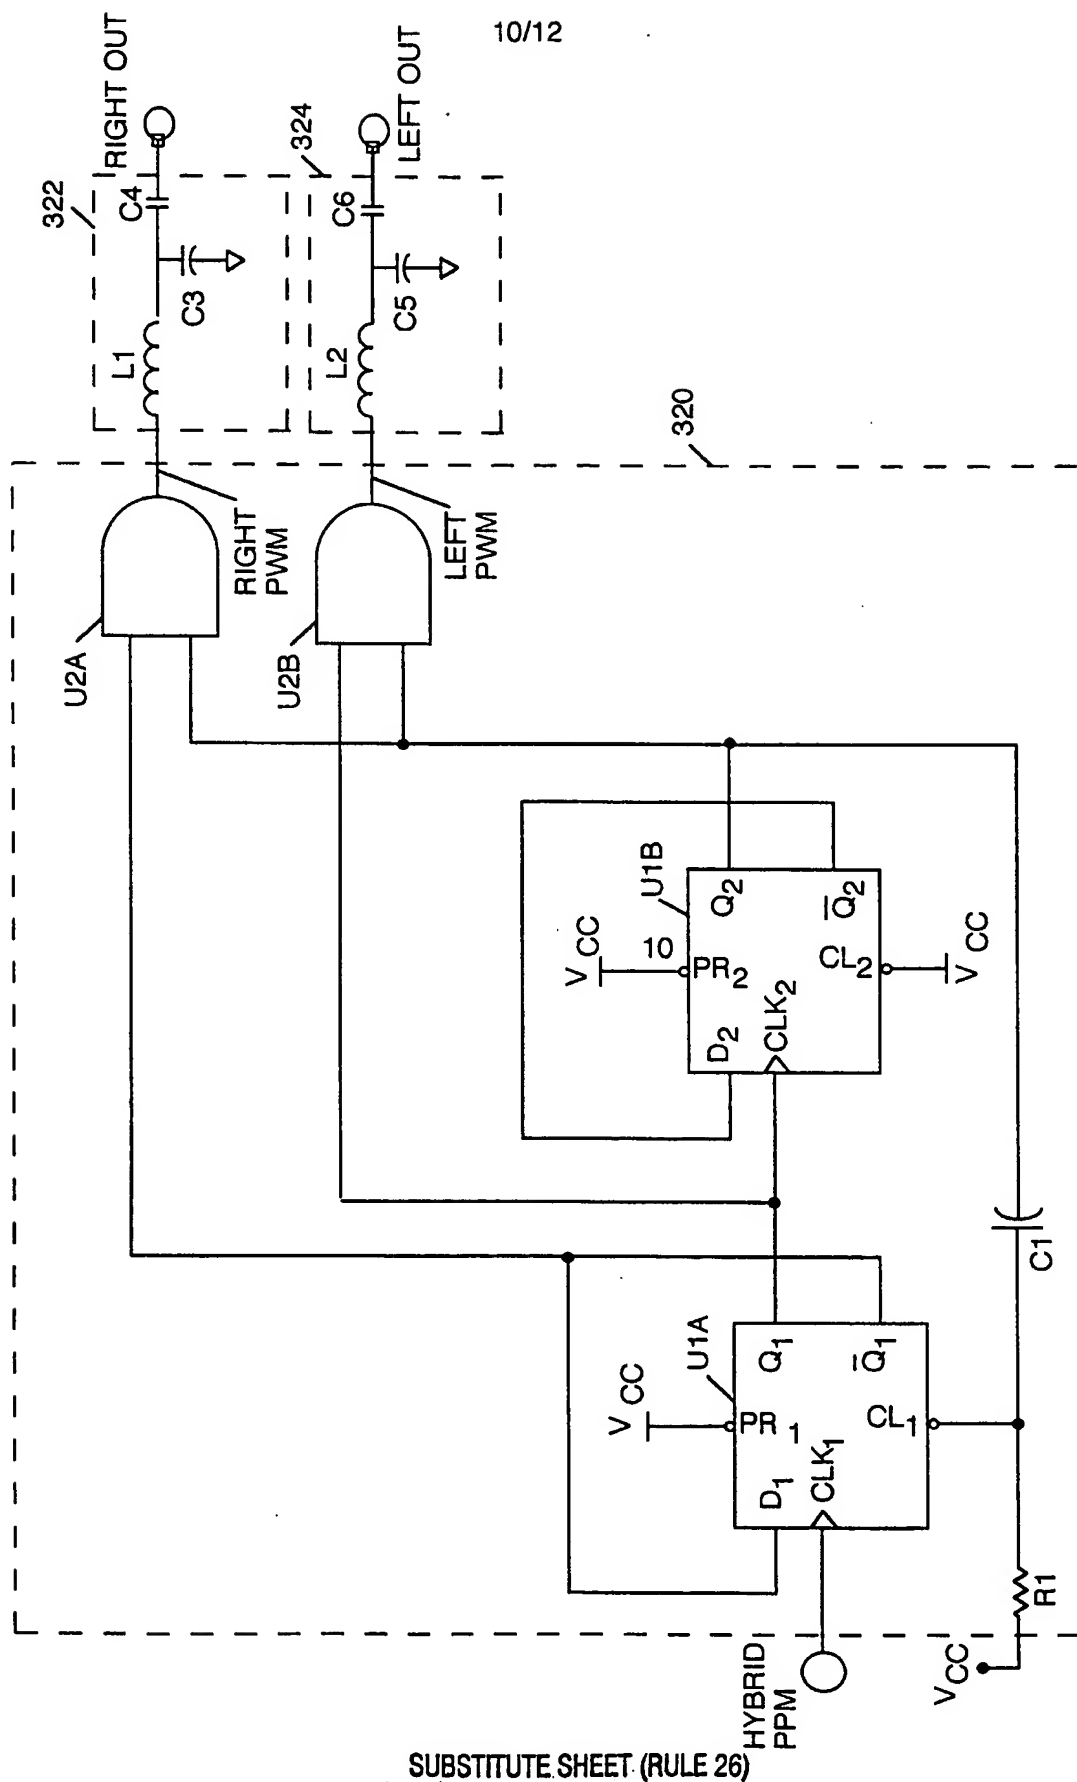 10/12
RIGHT OUT
LEFT OUT
322
C4
324
C6
C3
C5
L1
L2
320
RIGHT
PWM
LEFT
PWM
U2A
U2B
U1B
VCC
10
PR2
Q2
Q̅2
D2
CLK2
CL2
VCC
U1A
VCC
PR1
Q1
Q̅1
D1
CLK1
CL1
C1
R1
VCC
HYBRID
PPM
SUBSTITUTE SHEET (RULE 26)